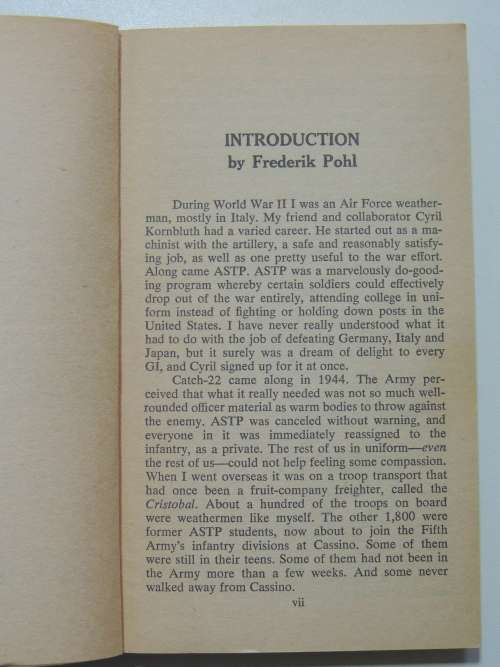 INTRODUCTION
by Frederik Pohl
During World War II I was an Air Force weather-
man, mostly in Italy. My friend and collaborator Cyril
Kornbluth had a varied career. He started out as a ma-
chinist with the artillery, a safe and reasonably satisfy-
ing job, as well as one pretty useful to the war effort.
Along came ASTP. ASTP was a marvelously do-good-
ing program whereby certain soldiers could effectively
drop out of the war entirely, attending college in uni-
form instead of fighting or holding down posts in the
United States. I have never really understood what it
had to do with the job of defeating Germany, Italy and
Japan, but it surely was a dream of delight to every
GI, and Cyril signed up for it at once.
Catch-22 came along in 1944. The Army per-
ceived that what it really needed was not so much well-
rounded officer material as warm bodies to throw against
the enemy. ASTP was canceled without warning, and
everyone in it was immediately reassigned to the
infantry, as a private. The rest of us in uniform—even
the rest of us—could not help feeling some compassion.
When I went overseas it was on a troop transport that
had once been a fruit-company freighter, called the
Cristobal. About a hundred of the troops on board
were weathermen like myself. The other 1,800 were
former ASTP students, now about to join the Fifth
Army's infantry divisions at Cassino. Some of them
were still in their teens. Some of them had not been in
the Army more than a few weeks. And some never
walked away from Cassino.
vii